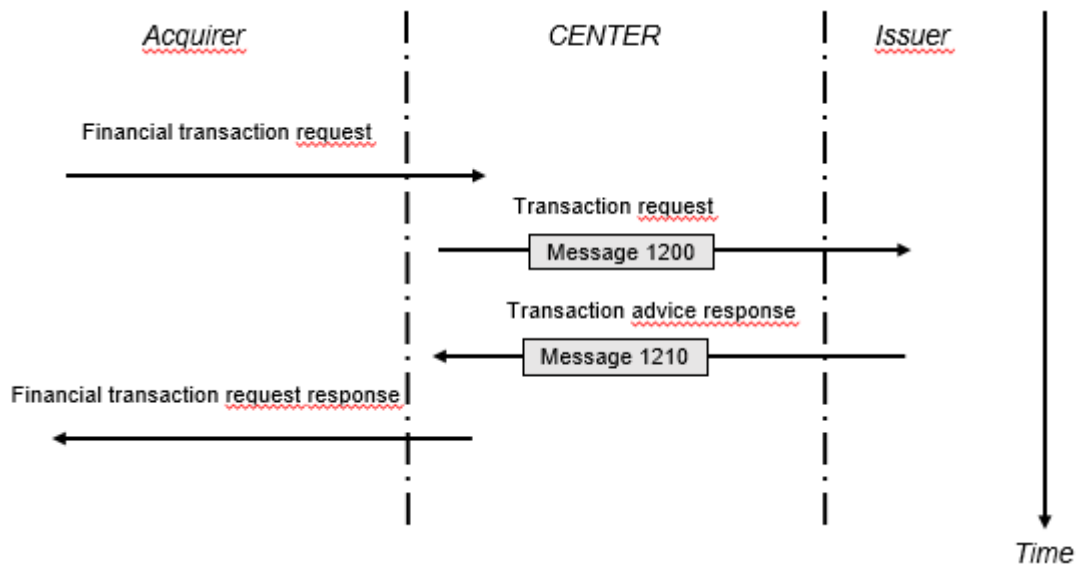 Acquirer
CENTER
Issuer
Financial transaction request
Transaction request
Message 1200
Transaction advice response
Message 1210
Financial transaction request response
Time